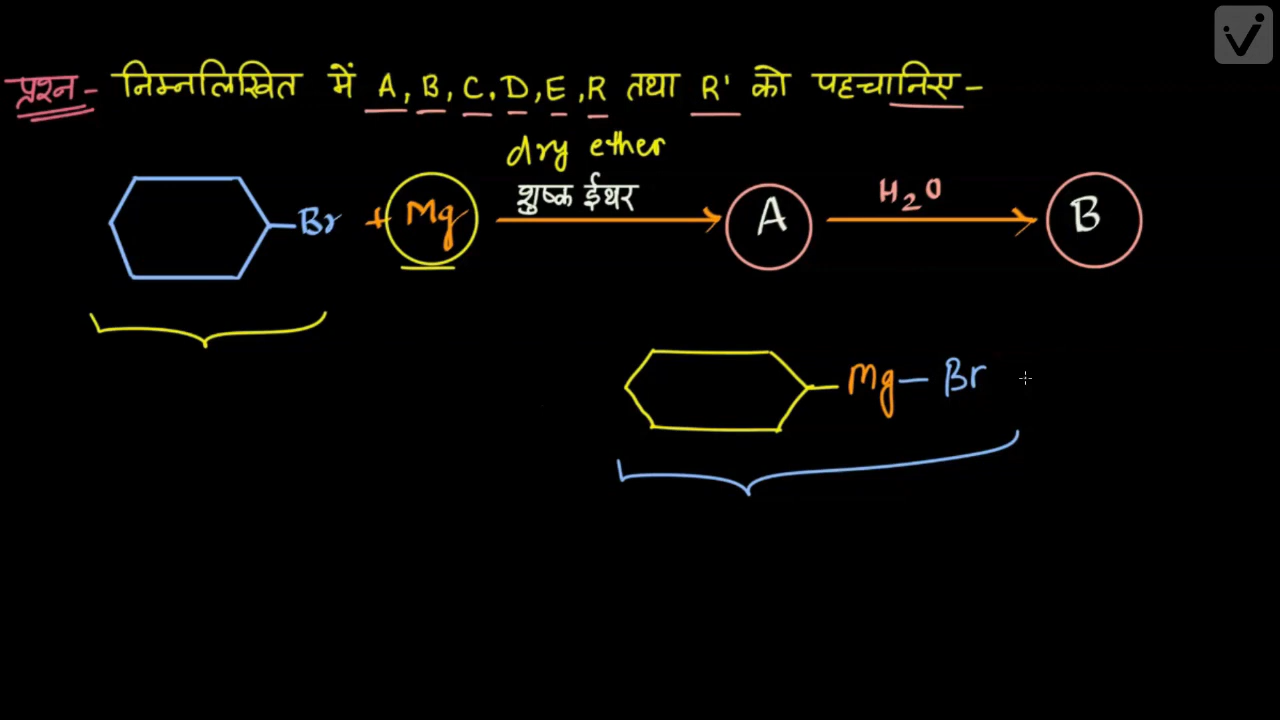 प्रश्न- निम्नलिखित में A, B, C, D, E, R तथा R' को पहचानिए -
dry ether
शुष्क ईथर
H2O
Br + Mg A B
Mg - Br